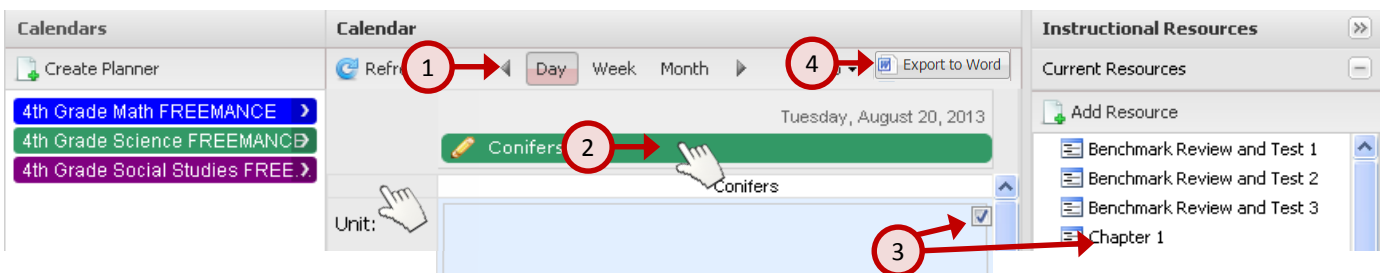 Calendars
Calendar
Instructional Resources
Create Planner
Refr
1
Day
Week
Month
4
Export to Word
Current Resources
4th Grade Math FREEMANCE
4th Grade Science FREEMANCE
4th Grade Social Studies FREE.
Tuesday, August 20, 2013
Conifers
2
Conifers
Unit:
3
Add Resource
Benchmark Review and Test 1
Benchmark Review and Test 2
Benchmark Review and Test 3
Chapter 1